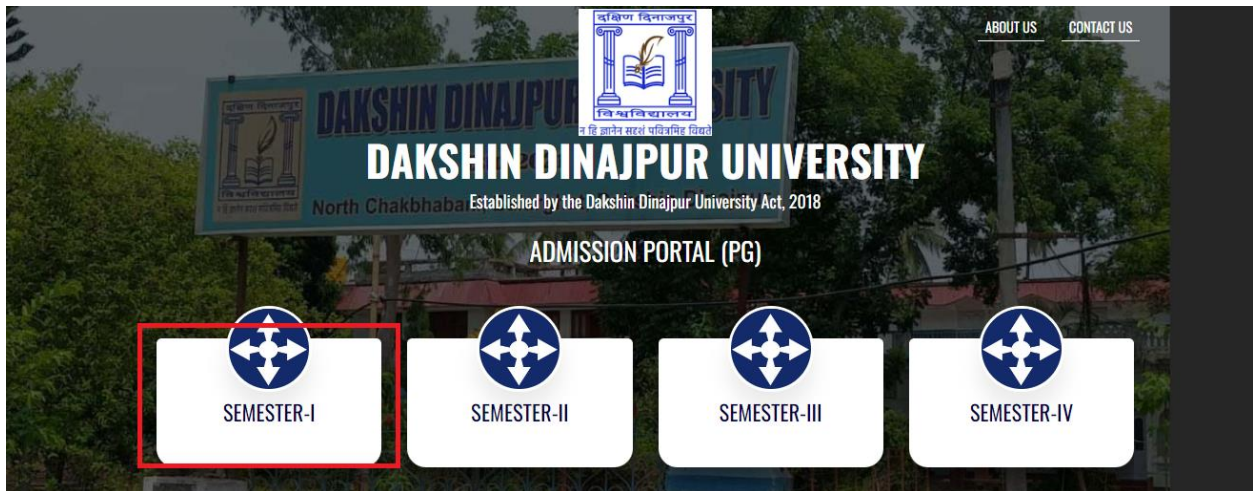 ABOUT US
CONTACT US
दक्षिण दिनाजपुर
विश्वविद्यालय
न हि ज्ञानेन सदृशं पवित्रमिह विद्यते
DAKSHIN DINAJPUR UNIVERSITY
Established by the Dakshin Dinajpur University Act, 2018
ADMISSION PORTAL (PG)
DAKSHIN DINAJPU
SITY
North Chakbhaba
SEMESTER-I
SEMESTER-II
SEMESTER-III
SEMESTER-IV